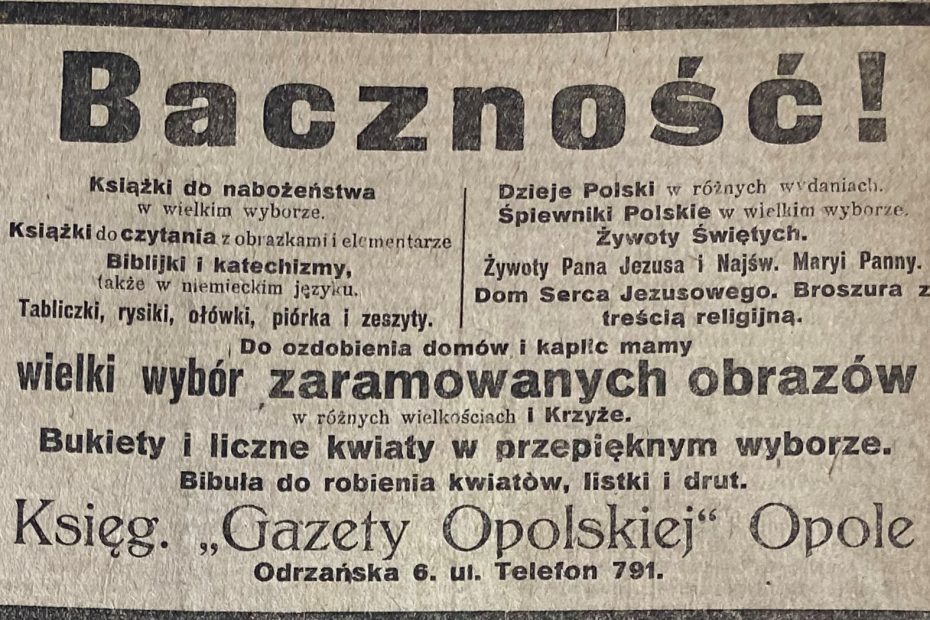 Baczność!
Książki do nabożeństwa
w wielkim wyborze.
Książki do czytania z obrazkami i elementarze
Biblijki i katechizmy,
także w niemieckim języku.
Tabliczki, rysiki, ołówki, piórka i zeszyty.
Dzieje Polski w różnych wydaniach.
Śpiewniki Polskie w wielkim wyborze.
Żywoty Świętych.
Żywoty Pana Jezusa i Najśw. Maryi Panny.
Dom Serca Jezusowego. Broszura z
treścią religijną.
Do ozdobienia domów i kaplic mamy
wielki wybór zaramowanych obrazów
w różnych wielkościach i Krzyże.
Bukiety i liczne kwiaty w przepięknym wyborze.
Bibuła do robienia kwiatów, listki i drut.
Księg. „Gazety Opolskiej“ Opole
Odrzańska 6. ul. Telefon 791.